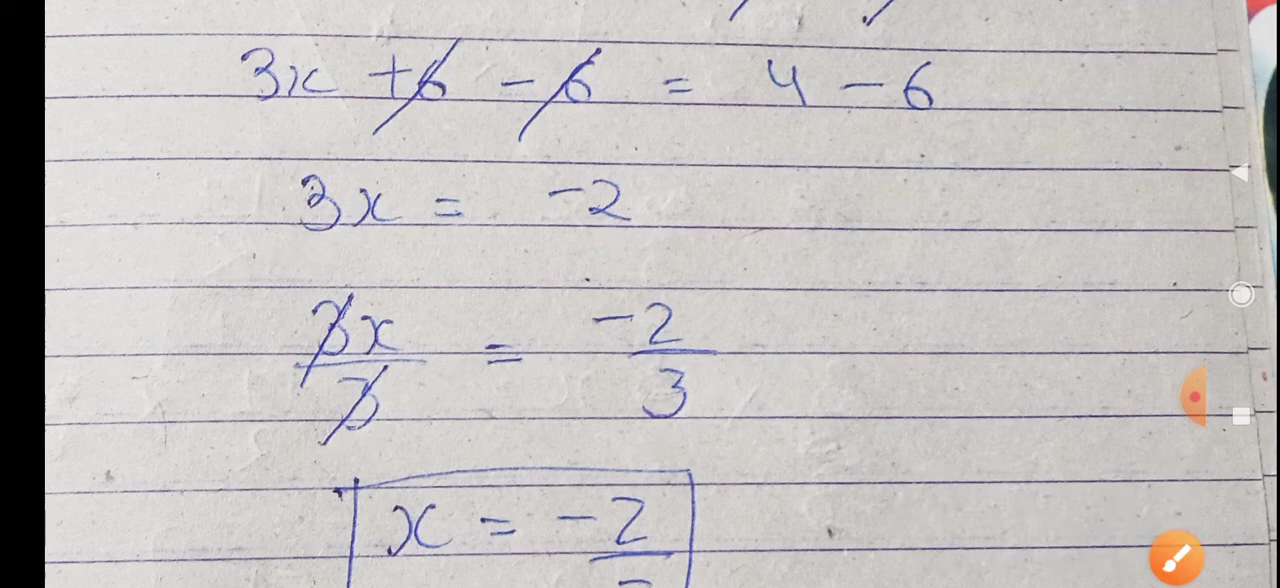 3x + 6 - 6 = 4 - 6
3x = -2
3x/3 = -2/3
x = -2